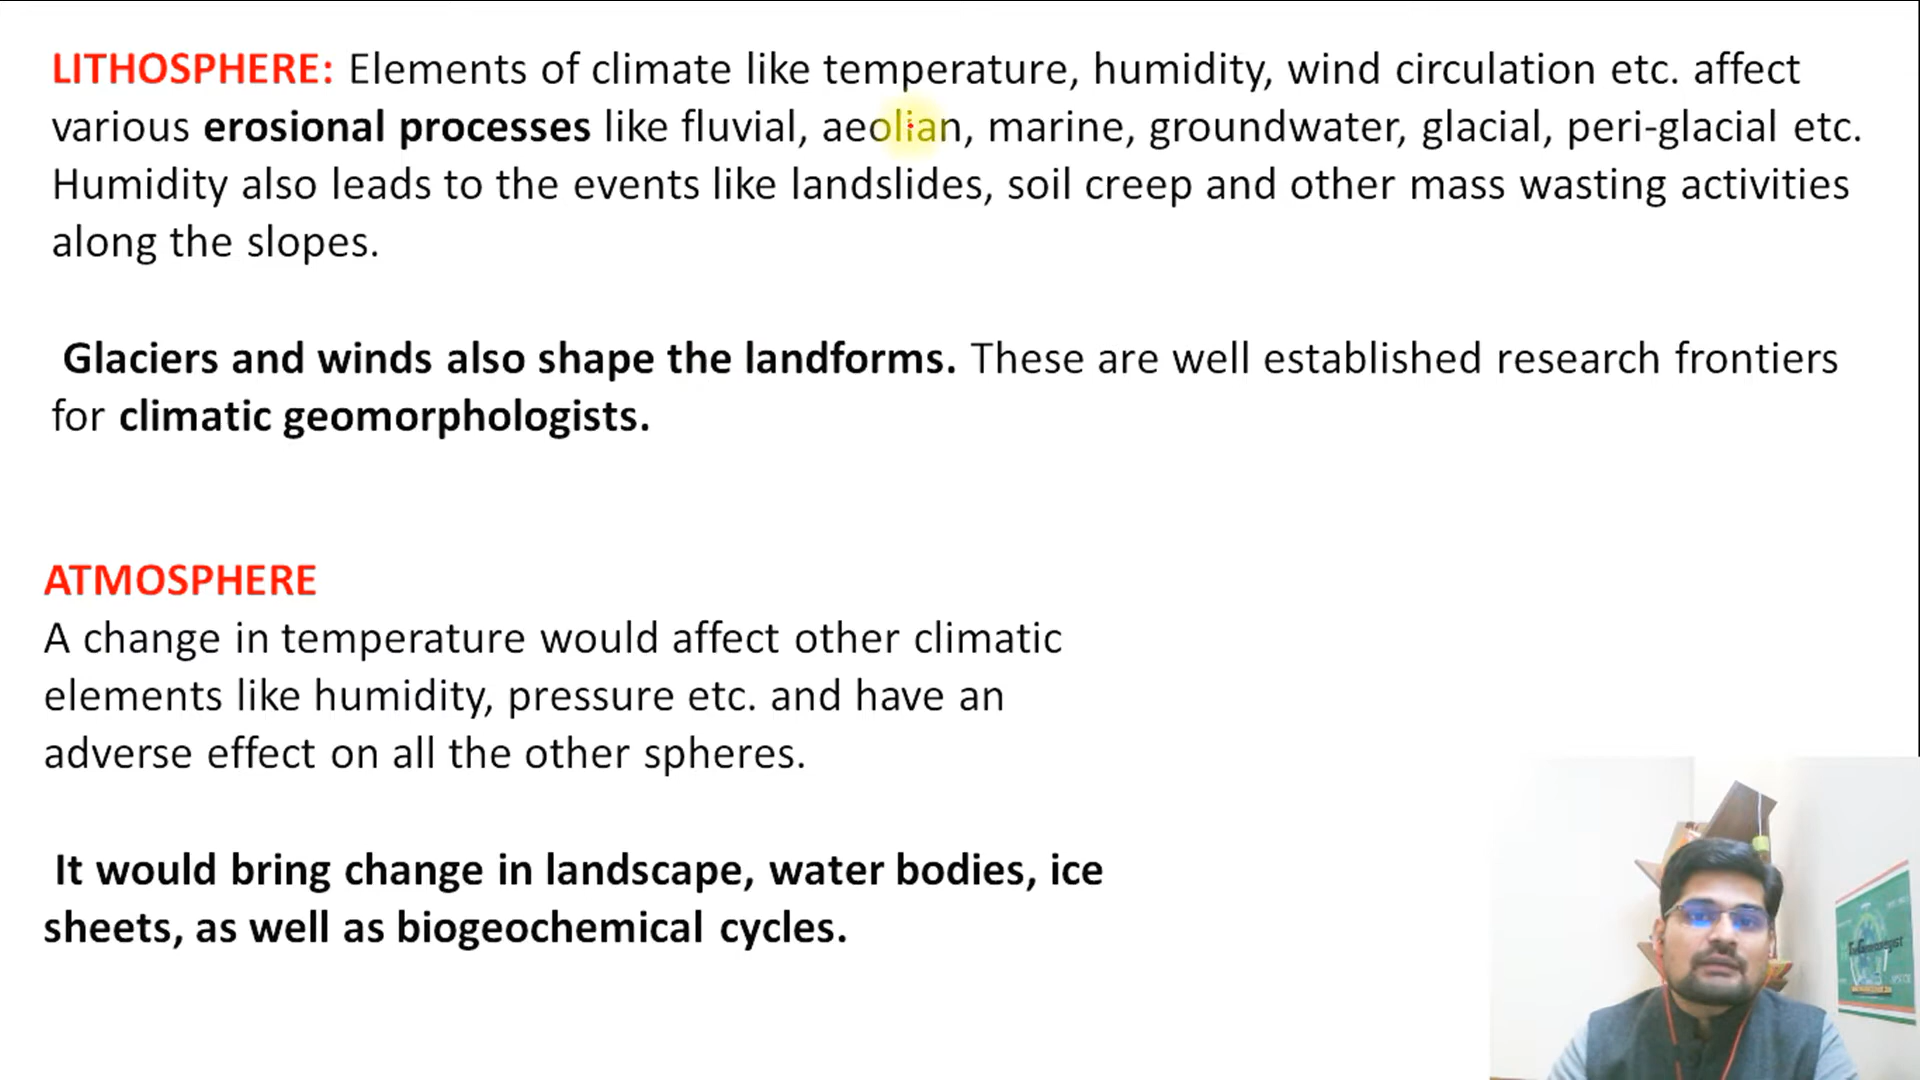 LITHOSPHERE: Elements of climate like temperature, humidity, wind circulation etc. affect
various erosional processes like fluvial, aeolian, marine, groundwater, glacial, peri-glacial etc.
Humidity also leads to the events like landslides, soil creep and other mass wasting activities
along the slopes.
Glaciers and winds also shape the landforms. These are well established research frontiers
for climatic geomorphologists.
ATMOSPHERE
A change in temperature would affect other climatic
elements like humidity, pressure etc. and have an
adverse effect on all the other spheres.
It would bring change in landscape, water bodies, ice
sheets, as well as biogeochemical cycles.